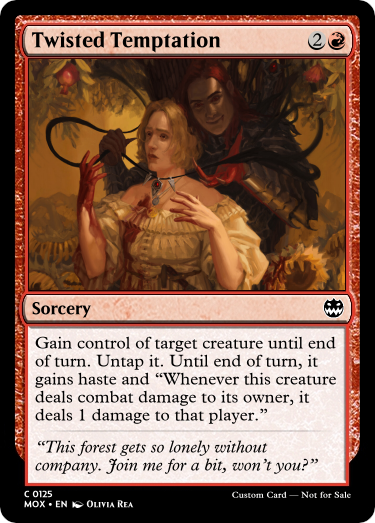 Twisted Temptation 2
Sorcery
Gain control of target creature until end
of turn. Untap it. Until end of turn, it
gains haste and “Whenever this creature
deals combat damage to its owner, it
deals 1 damage to that player.”
“This forest gets so lonely without
company. Join me for a bit, won’t you?”
C 0125
MOX • EN Olivia Rea
Custom Card — Not for Sale